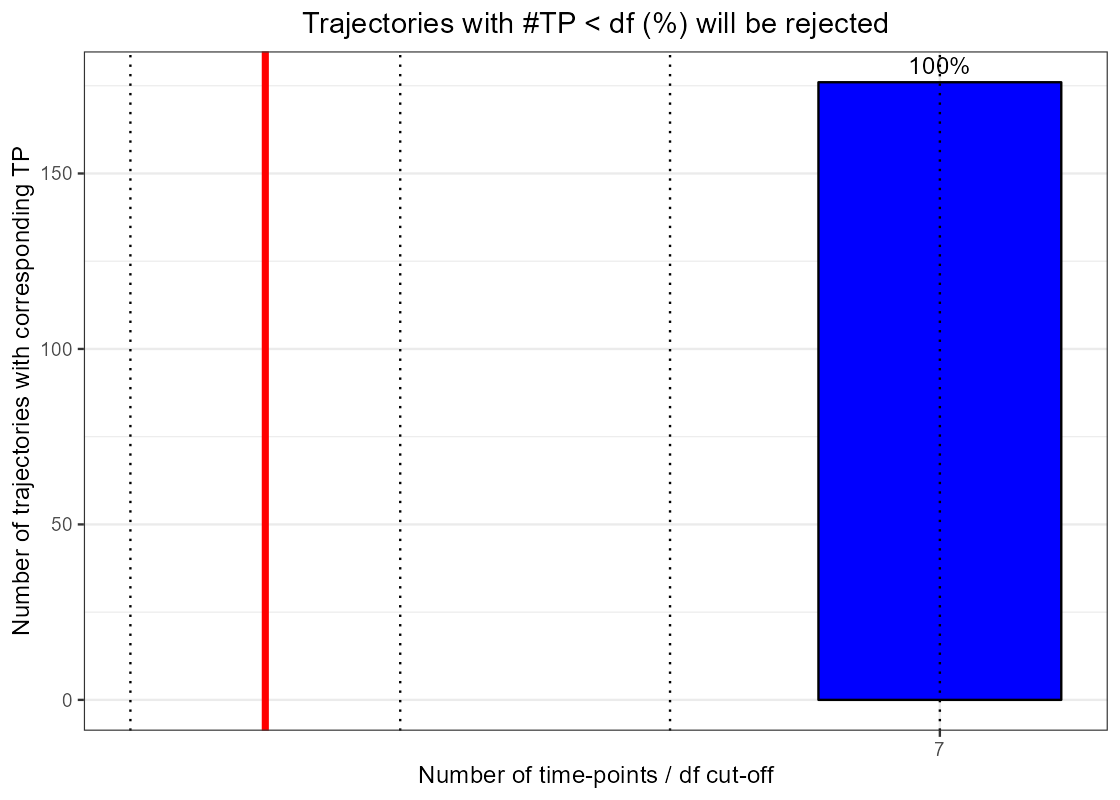 Trajectories with #TP < df (%) will be rejected
100%
Number of trajectories with corresponding TP
150
100
50
0
7
Number of time-points / df cut-off